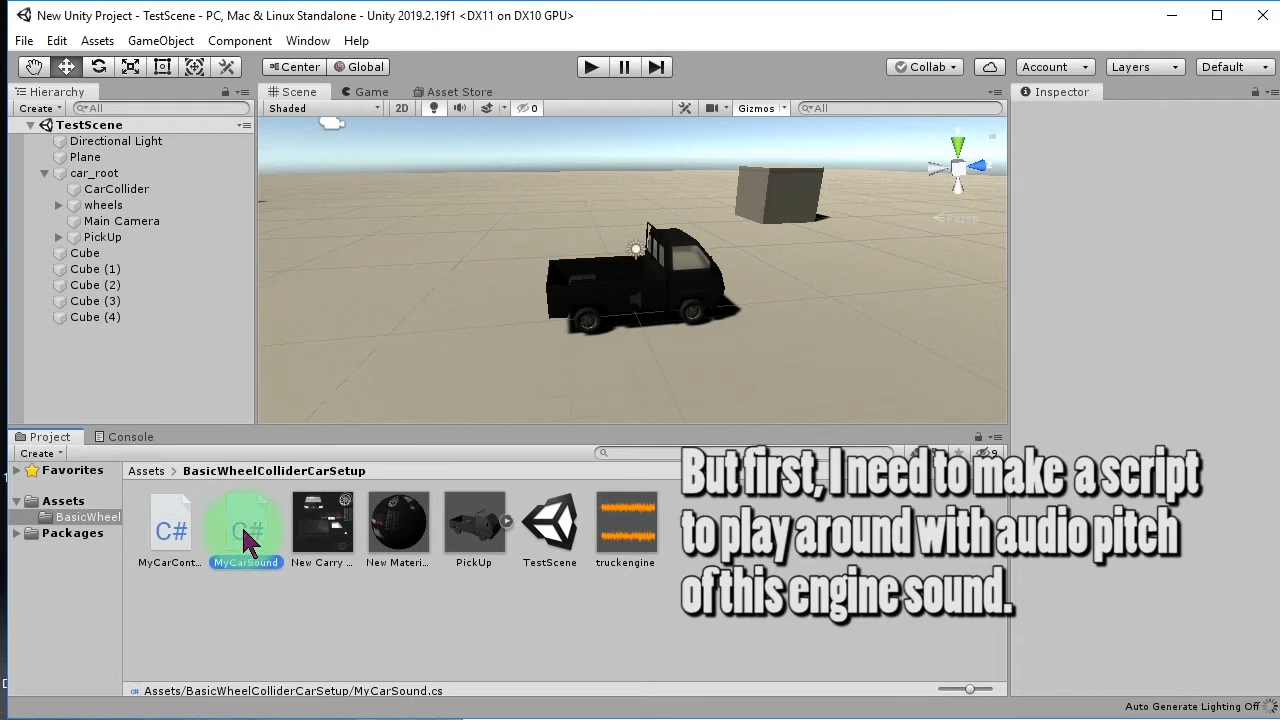 New Unity Project - TestScene - PC, Mac & Linux Standalone - Unity 2019.2.19f1 <DX11 on DX10 GPU>
File Edit Assets GameObject Component Window Help
Center Global Collab Account Layers Default
Hierarchy
Create All
TestScene
Directional Light
Plane
car_root
CarCollider
wheels
Main Camera
PickUp
Cube
Cube (1)
Cube (2)
Cube (3)
Cube (4)
Scene Game Asset Store
Shaded 2D 0 Gizmos All
Persp
Inspector
Project Console
Create 9
Favorites
Assets
BasicWheel
Packages
Assets > BasicWheelColliderCarSetup
C# C#
MyCarCont... MyCarSound New Carry ... New Materi... PickUp TestScene truckengine
But first, I need to make a script
to play around with audio pitch
of this engine sound.
Assets/BasicWheelColliderCarSetup/MyCarSound.cs
Auto Generate Lighting Off